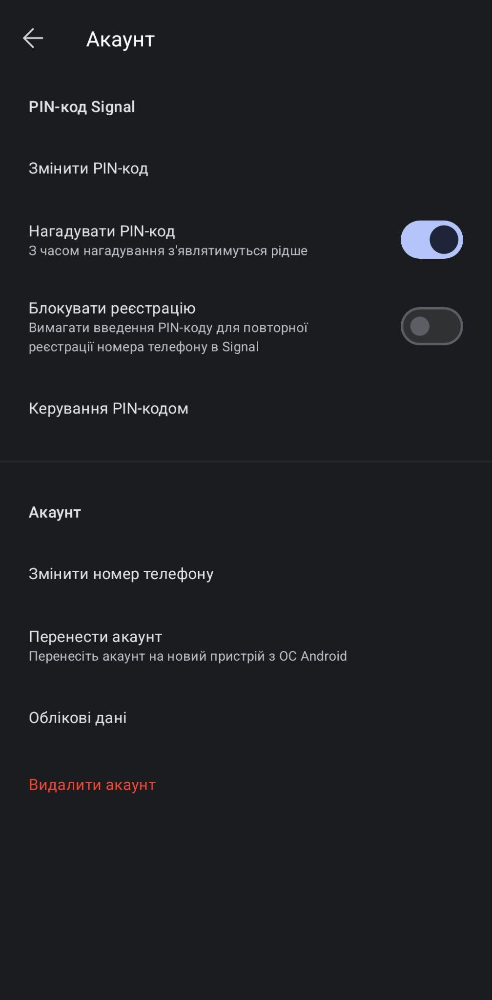 Акаунт
PIN-код Signal
Змінити PIN-код
Нагадувати PIN-код
З часом нагадування з'являтимуться рідше
Блокувати реєстрацію
Вимагати введення PIN-коду для повторної
реєстрації номера телефону в Signal
Керування PIN-кодом
Акаунт
Змінити номер телефону
Перенести акаунт
Перенесіть акаунт на новий пристрій з ОС Android
Облікові дані
Видалити акаунт